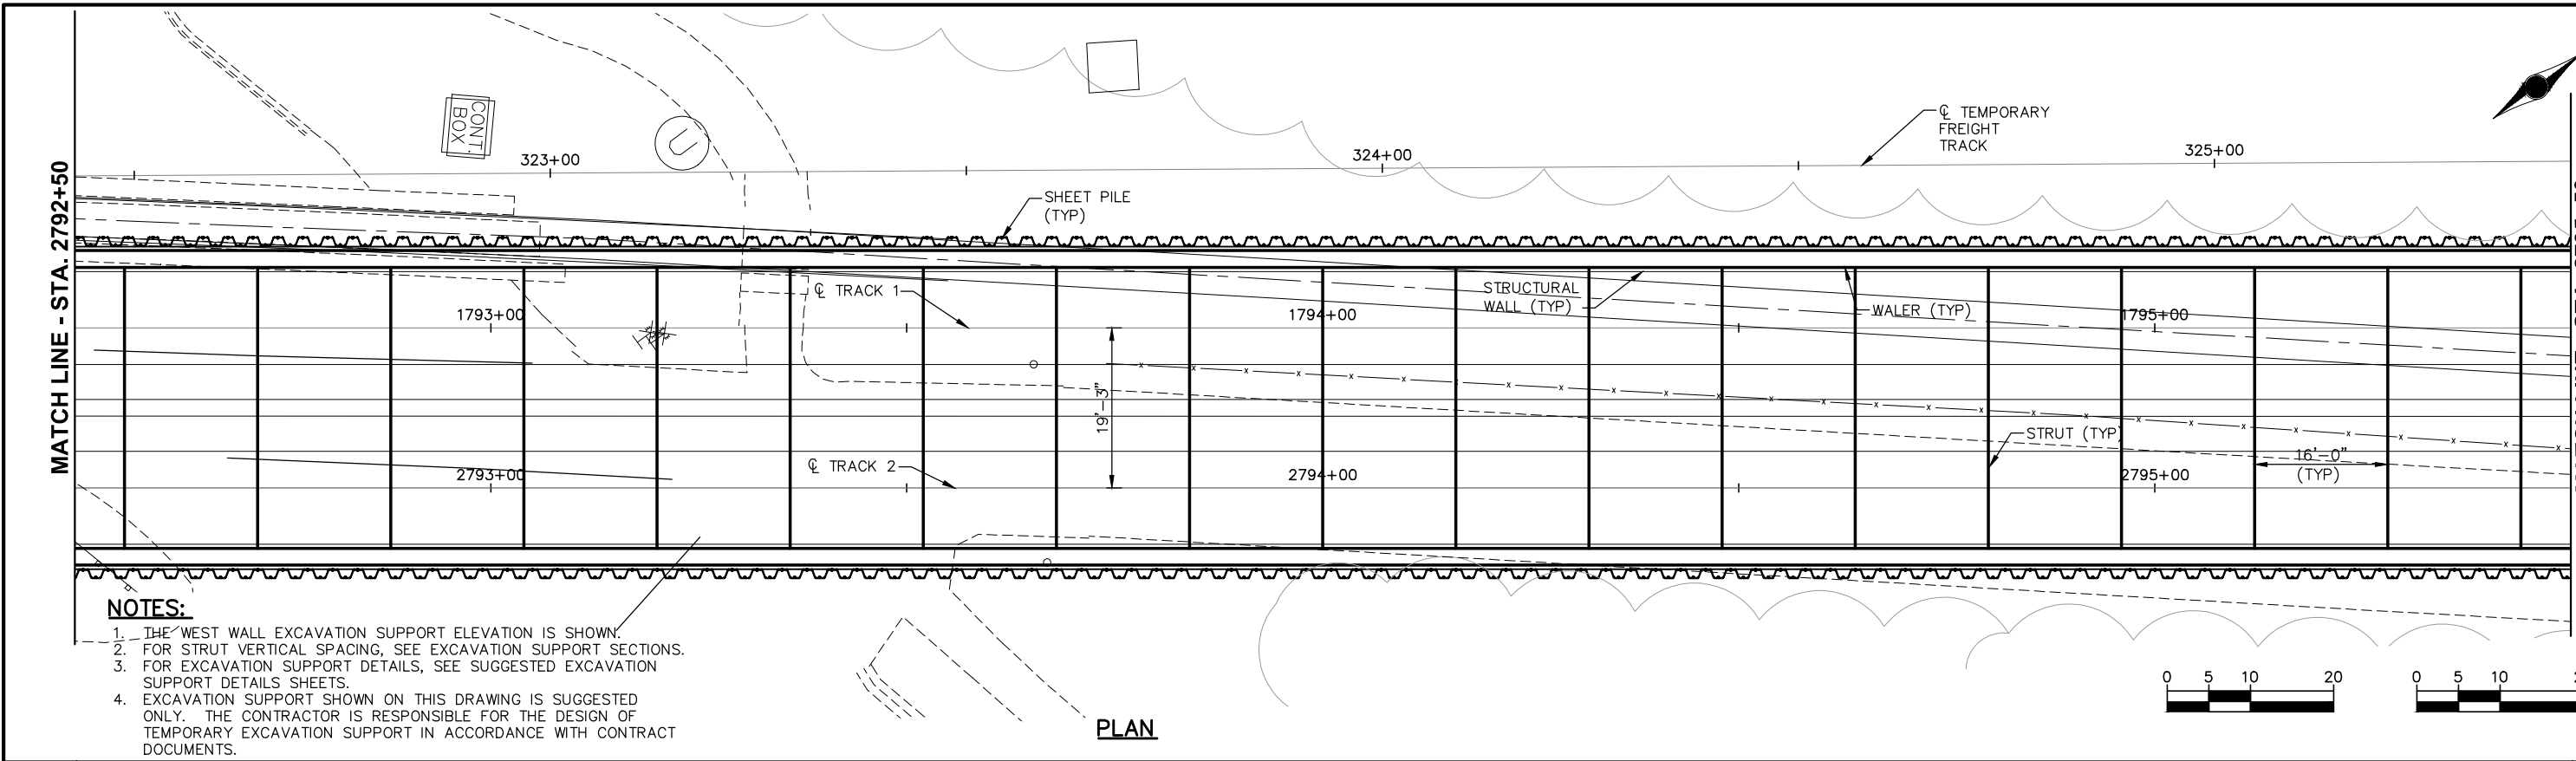 MATCH LINE - STA. 2792+50
CONT.
BOX
U
323+00
324+00
325+00
℄ TEMPORARY
FREIGHT
TRACK
SHEET PILE
(TYP)
℄ TRACK 1
1793+00
1794+00
1795+00
STRUCTURAL
WALL (TYP)
WALER (TYP)
19'-3"
STRUT (TYP)
16'-0"
(TYP)
℄ TRACK 2
2793+00
2794+00
2795+00
NOTES:
1. THE WEST WALL EXCAVATION SUPPORT ELEVATION IS SHOWN.
2. FOR STRUT VERTICAL SPACING, SEE EXCAVATION SUPPORT SECTIONS.
3. FOR EXCAVATION SUPPORT DETAILS, SEE SUGGESTED EXCAVATION
SUPPORT DETAILS SHEETS.
4. EXCAVATION SUPPORT SHOWN ON THIS DRAWING IS SUGGESTED
ONLY. THE CONTRACTOR IS RESPONSIBLE FOR THE DESIGN OF
TEMPORARY EXCAVATION SUPPORT IN ACCORDANCE WITH CONTRACT
DOCUMENTS.
PLAN
0 5 10 20
0 5 10